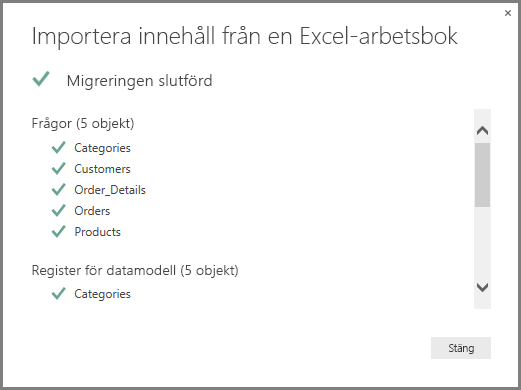 Importera innehåll från en Excel-arbetsbok
Migreringen slutförd
Frågor (5 objekt)
Categories
Customers
Order_Details
Orders
Products
Register för datamodell (5 objekt)
Categories
Stäng